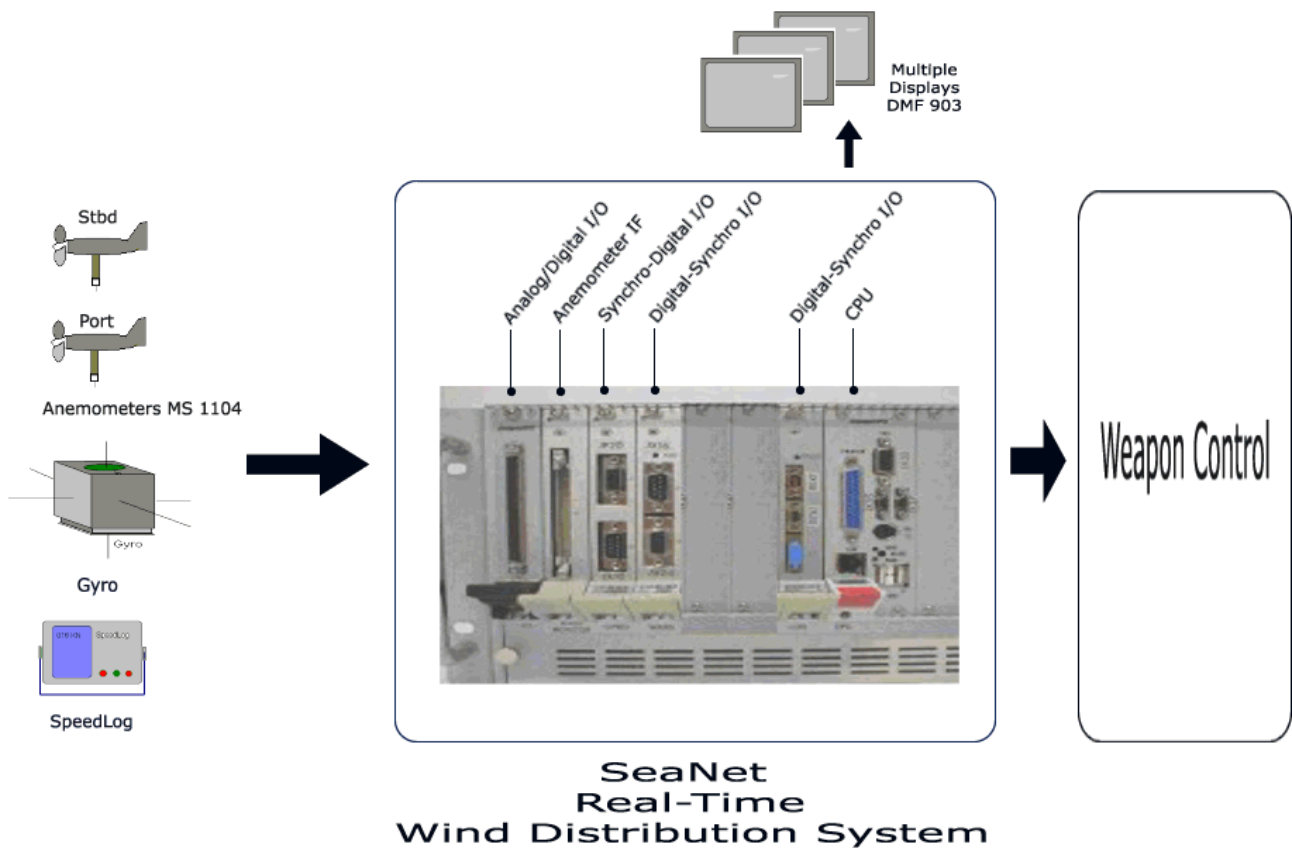 Multiple
Displays
DMF 903
Stbd
Port
Anemometers MS 1104
Gyro
Gyro
SpeedLog
SpeedLog
Analog/Digital I/O
Anemometer IF
Synchro-Digital I/O
Digital-Synchro I/O
Digital-Synchro I/O
CPU
Weapon Control
SeaNet
Real-Time
Wind Distribution System